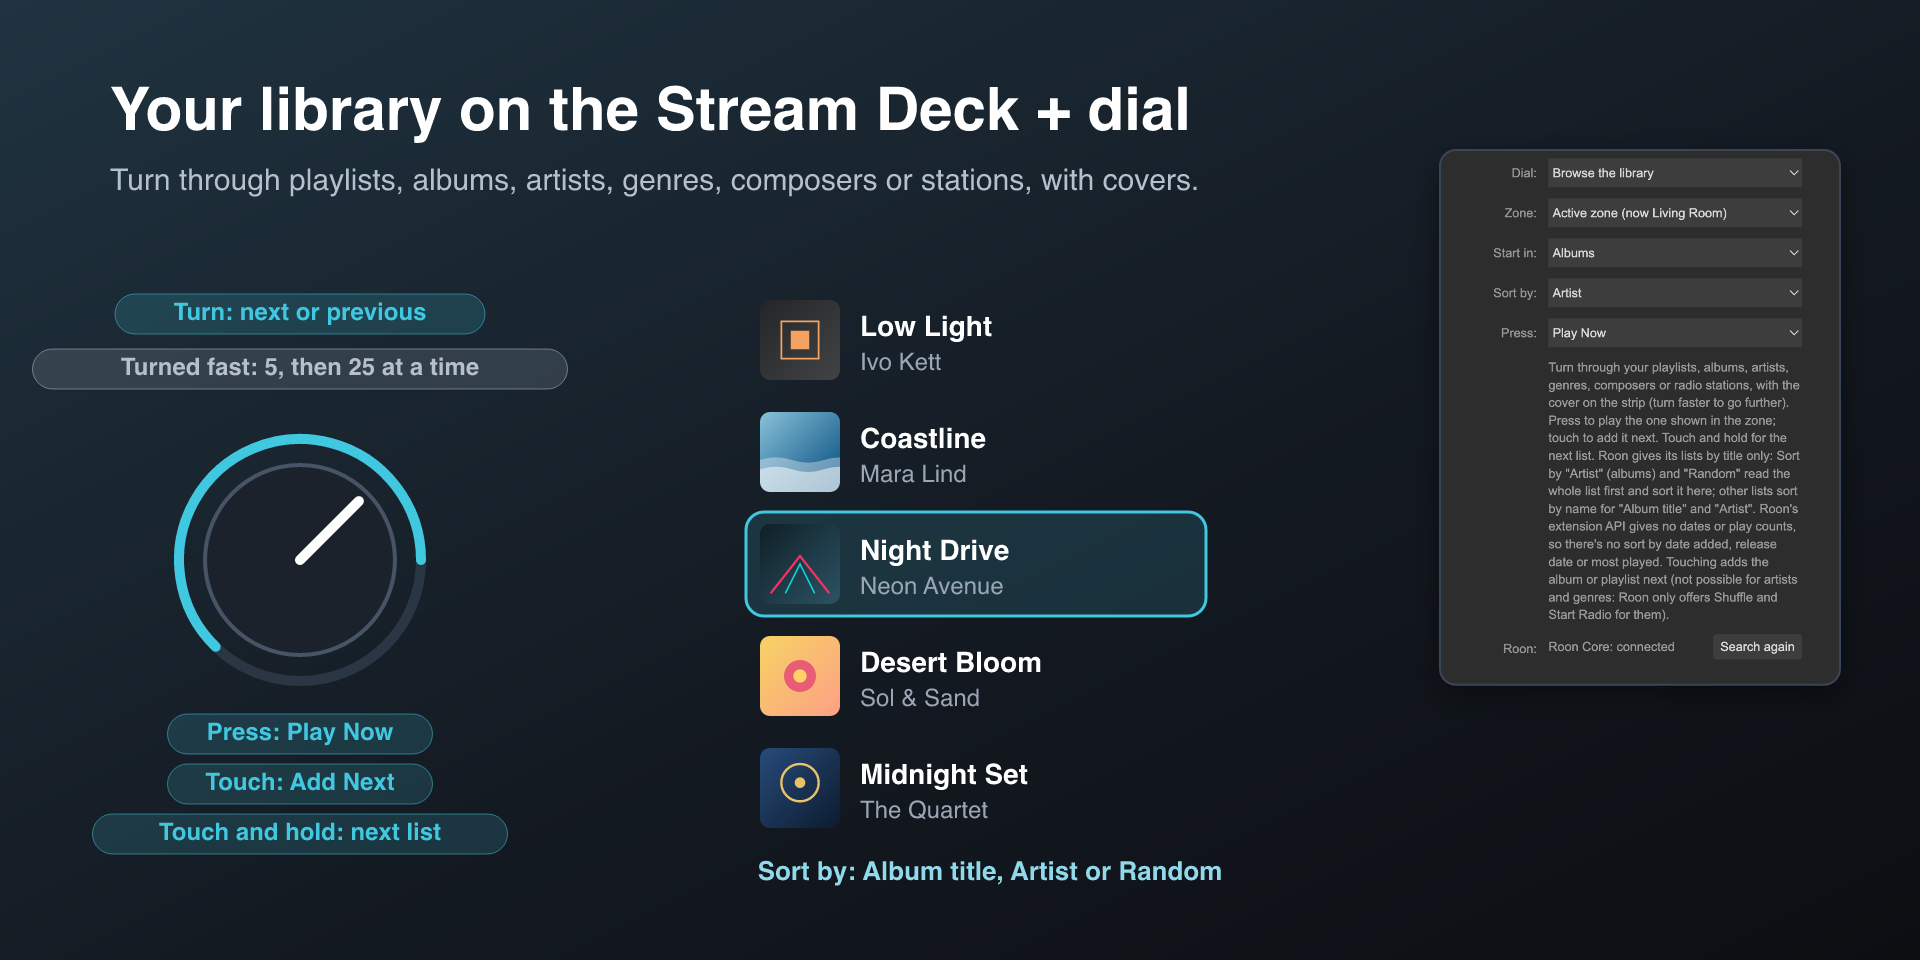 Your library on the Stream Deck + dial
Turn through playlists, albums, artists, genres, composers or stations, with covers.
Turn: next or previous
Turned fast: 5, then 25 at a time
Press: Play Now
Touch: Add Next
Touch and hold: next list
Low Light
Ivo Kett
Coastline
Mara Lind
Night Drive
Neon Avenue
Desert Bloom
Sol & Sand
Midnight Set
The Quartet
Sort by: Album title, Artist or Random
Dial: Browse the library
Zone: Active zone (now Living Room)
Start in: Albums
Sort by: Artist
Press: Play Now
Turn through your playlists, albums, artists,
genres, composers or radio stations, with the
cover on the strip (turn faster to go further).
Press to play the one shown in the zone;
touch to add it next. Touch and hold for the
next list. Roon gives its lists by title only: Sort
by "Artist" (albums) and "Random" read the
whole list first and sort it here; other lists sort
by name for "Album title" and "Artist". Roon's
extension API gives no dates or play counts,
so there's no sort by date added, release
date or most played. Touching adds the
album or playlist next (not possible for artists
and genres: Roon only offers Shuffle and
Start Radio for them).
Roon: Roon Core: connected Search again